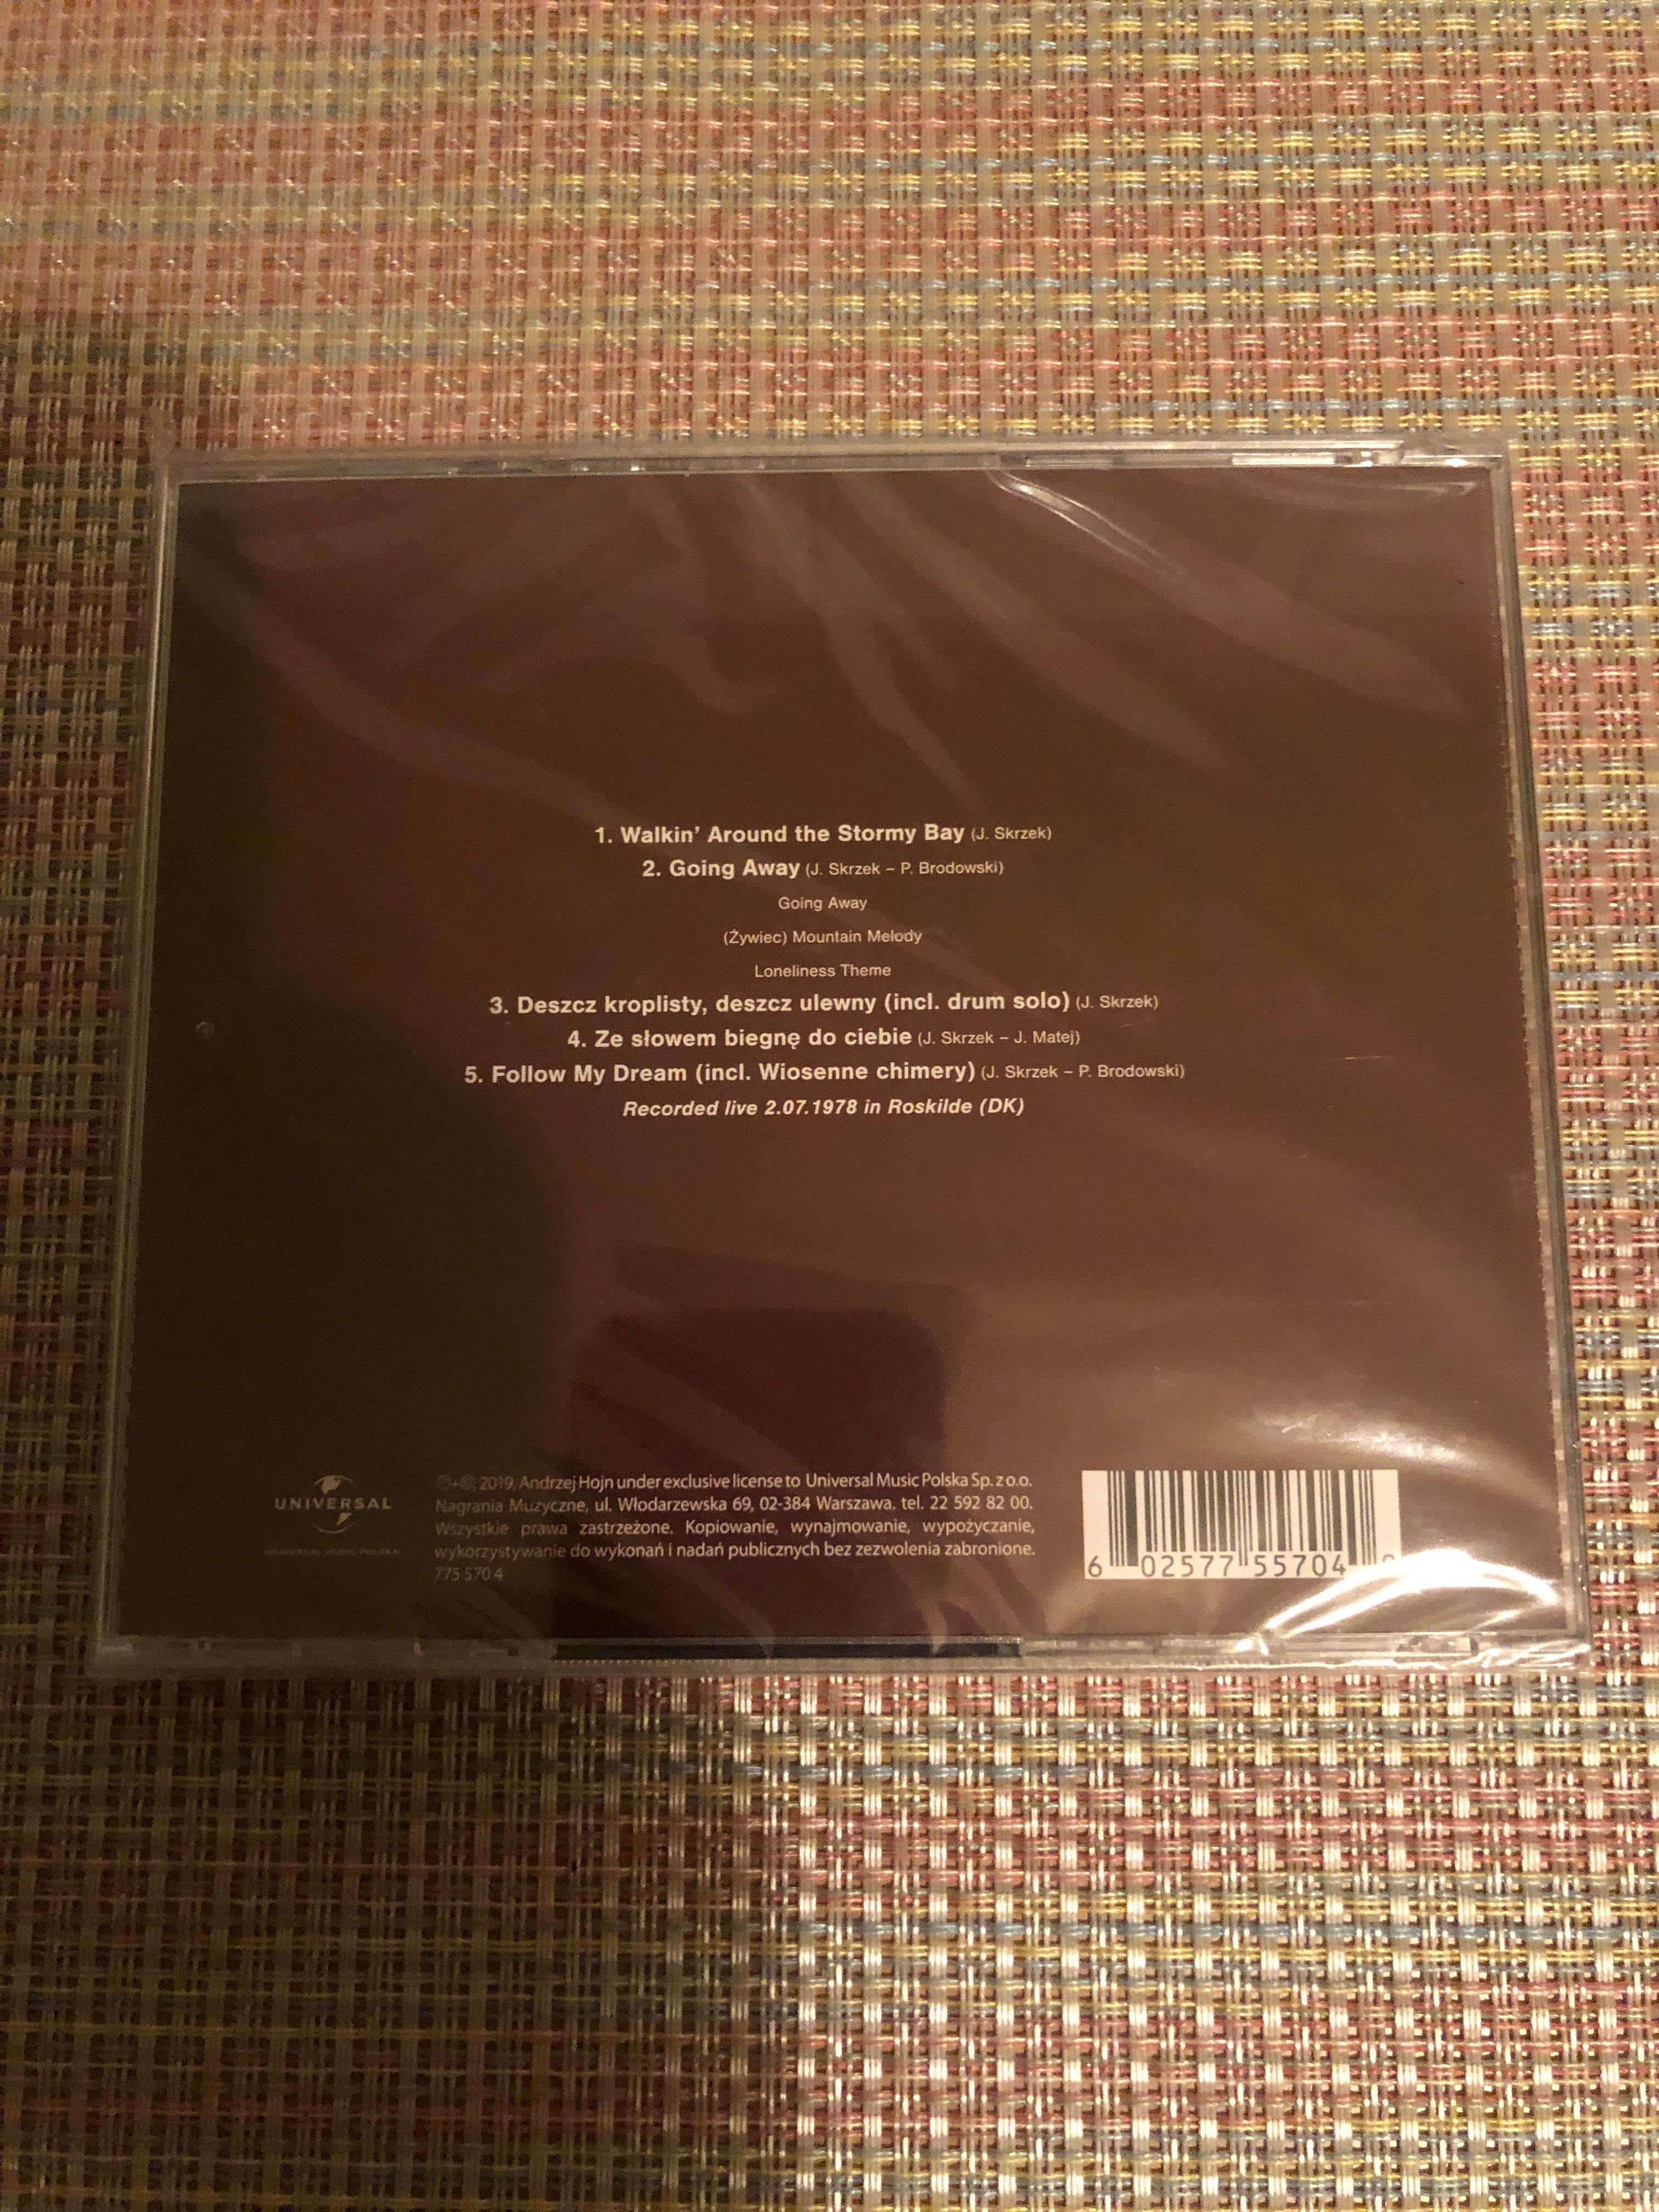 1. Walkin' Around the Stormy Bay (J. Skrzek)
2. Going Away (J. Skrzek – P. Brodowski)
Going Away
(Żywiec) Mountain Melody
Loneliness Theme
3. Deszcz kroplisty, deszcz ulewny (incl. drum solo) (J. Skrzek)
4. Ze słowem biegnę do ciebie (J. Skrzek – J. Matej)
5. Follow My Dream (incl. Wiosenne chimery) (J. Skrzek – P. Brodowski)
Recorded live 2.07.1978 in Roskilde (DK)
UNIVERSAL
UNIVERSAL MUSIC POLSKA
℗+©, 2019, Andrzej Hojn under exclusive license to Universal Music Polska Sp. z o.o.
Nagrania Muzyczne, ul. Włodarzewska 69, 02-384 Warszawa. tel. 22 592 82 00.
Wszystkie prawa zastrzeżone. Kopiowanie, wynajmowanie, wypożyczanie,
wykorzystywanie do wykonań i nadań publicznych bez zezwolenia zabronione.
775 570 4
6 02577 55704